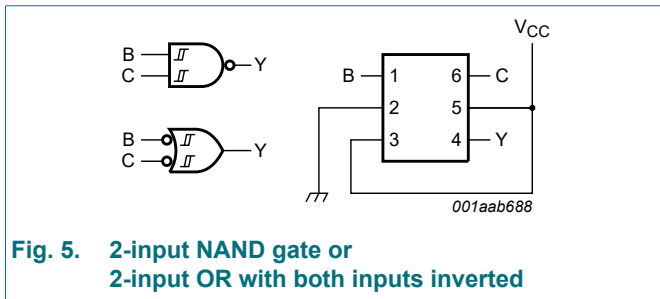 B
C
Y
B
C
Y
V_CC
B 1 6 C
2 5
3 4 Y
001aab688
Fig. 5. 2-input NAND gate or
2-input OR with both inputs inverted